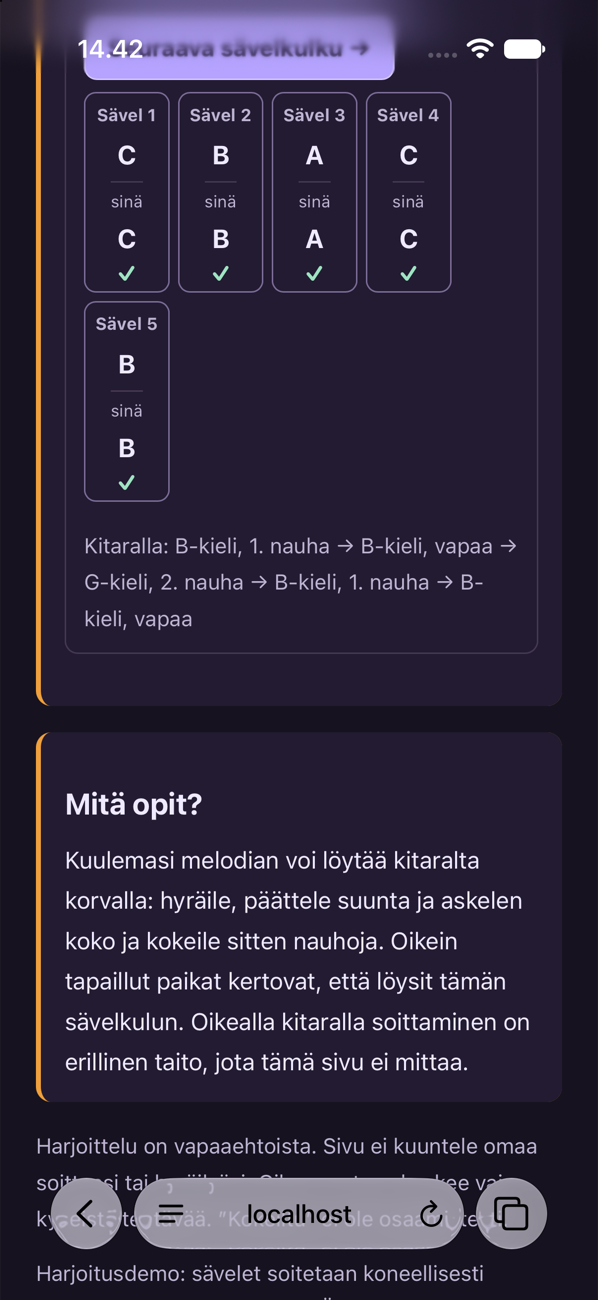 14.42
uraava sävelkulku →
Sävel 1 Sävel 2 Sävel 3 Sävel 4
C B A C
sinä sinä sinä sinä
C B A C
Sävel 5
B
sinä
B
Kitaralla: B-kieli, 1. nauha → B-kieli, vapaa →
G-kieli, 2. nauha → B-kieli, 1. nauha → B-
kieli, vapaa
Mitä opit?
Kuulemasi melodian voi löytää kitaralta
korvalla: hyräile, päättele suunta ja askelen
koko ja kokeile sitten nauhoja. Oikein
tapaillut paikat kertovat, että löysit tämän
sävelkulun. Oikealla kitaralla soittaminen on
erillinen taito, jota tämä sivu ei mittaa.
Harjoittelu on vapaaehtoista. Sivu ei kuuntele omaa
tai
localhost
Harjoitusdemo: sävelet soitetaan koneellisesti